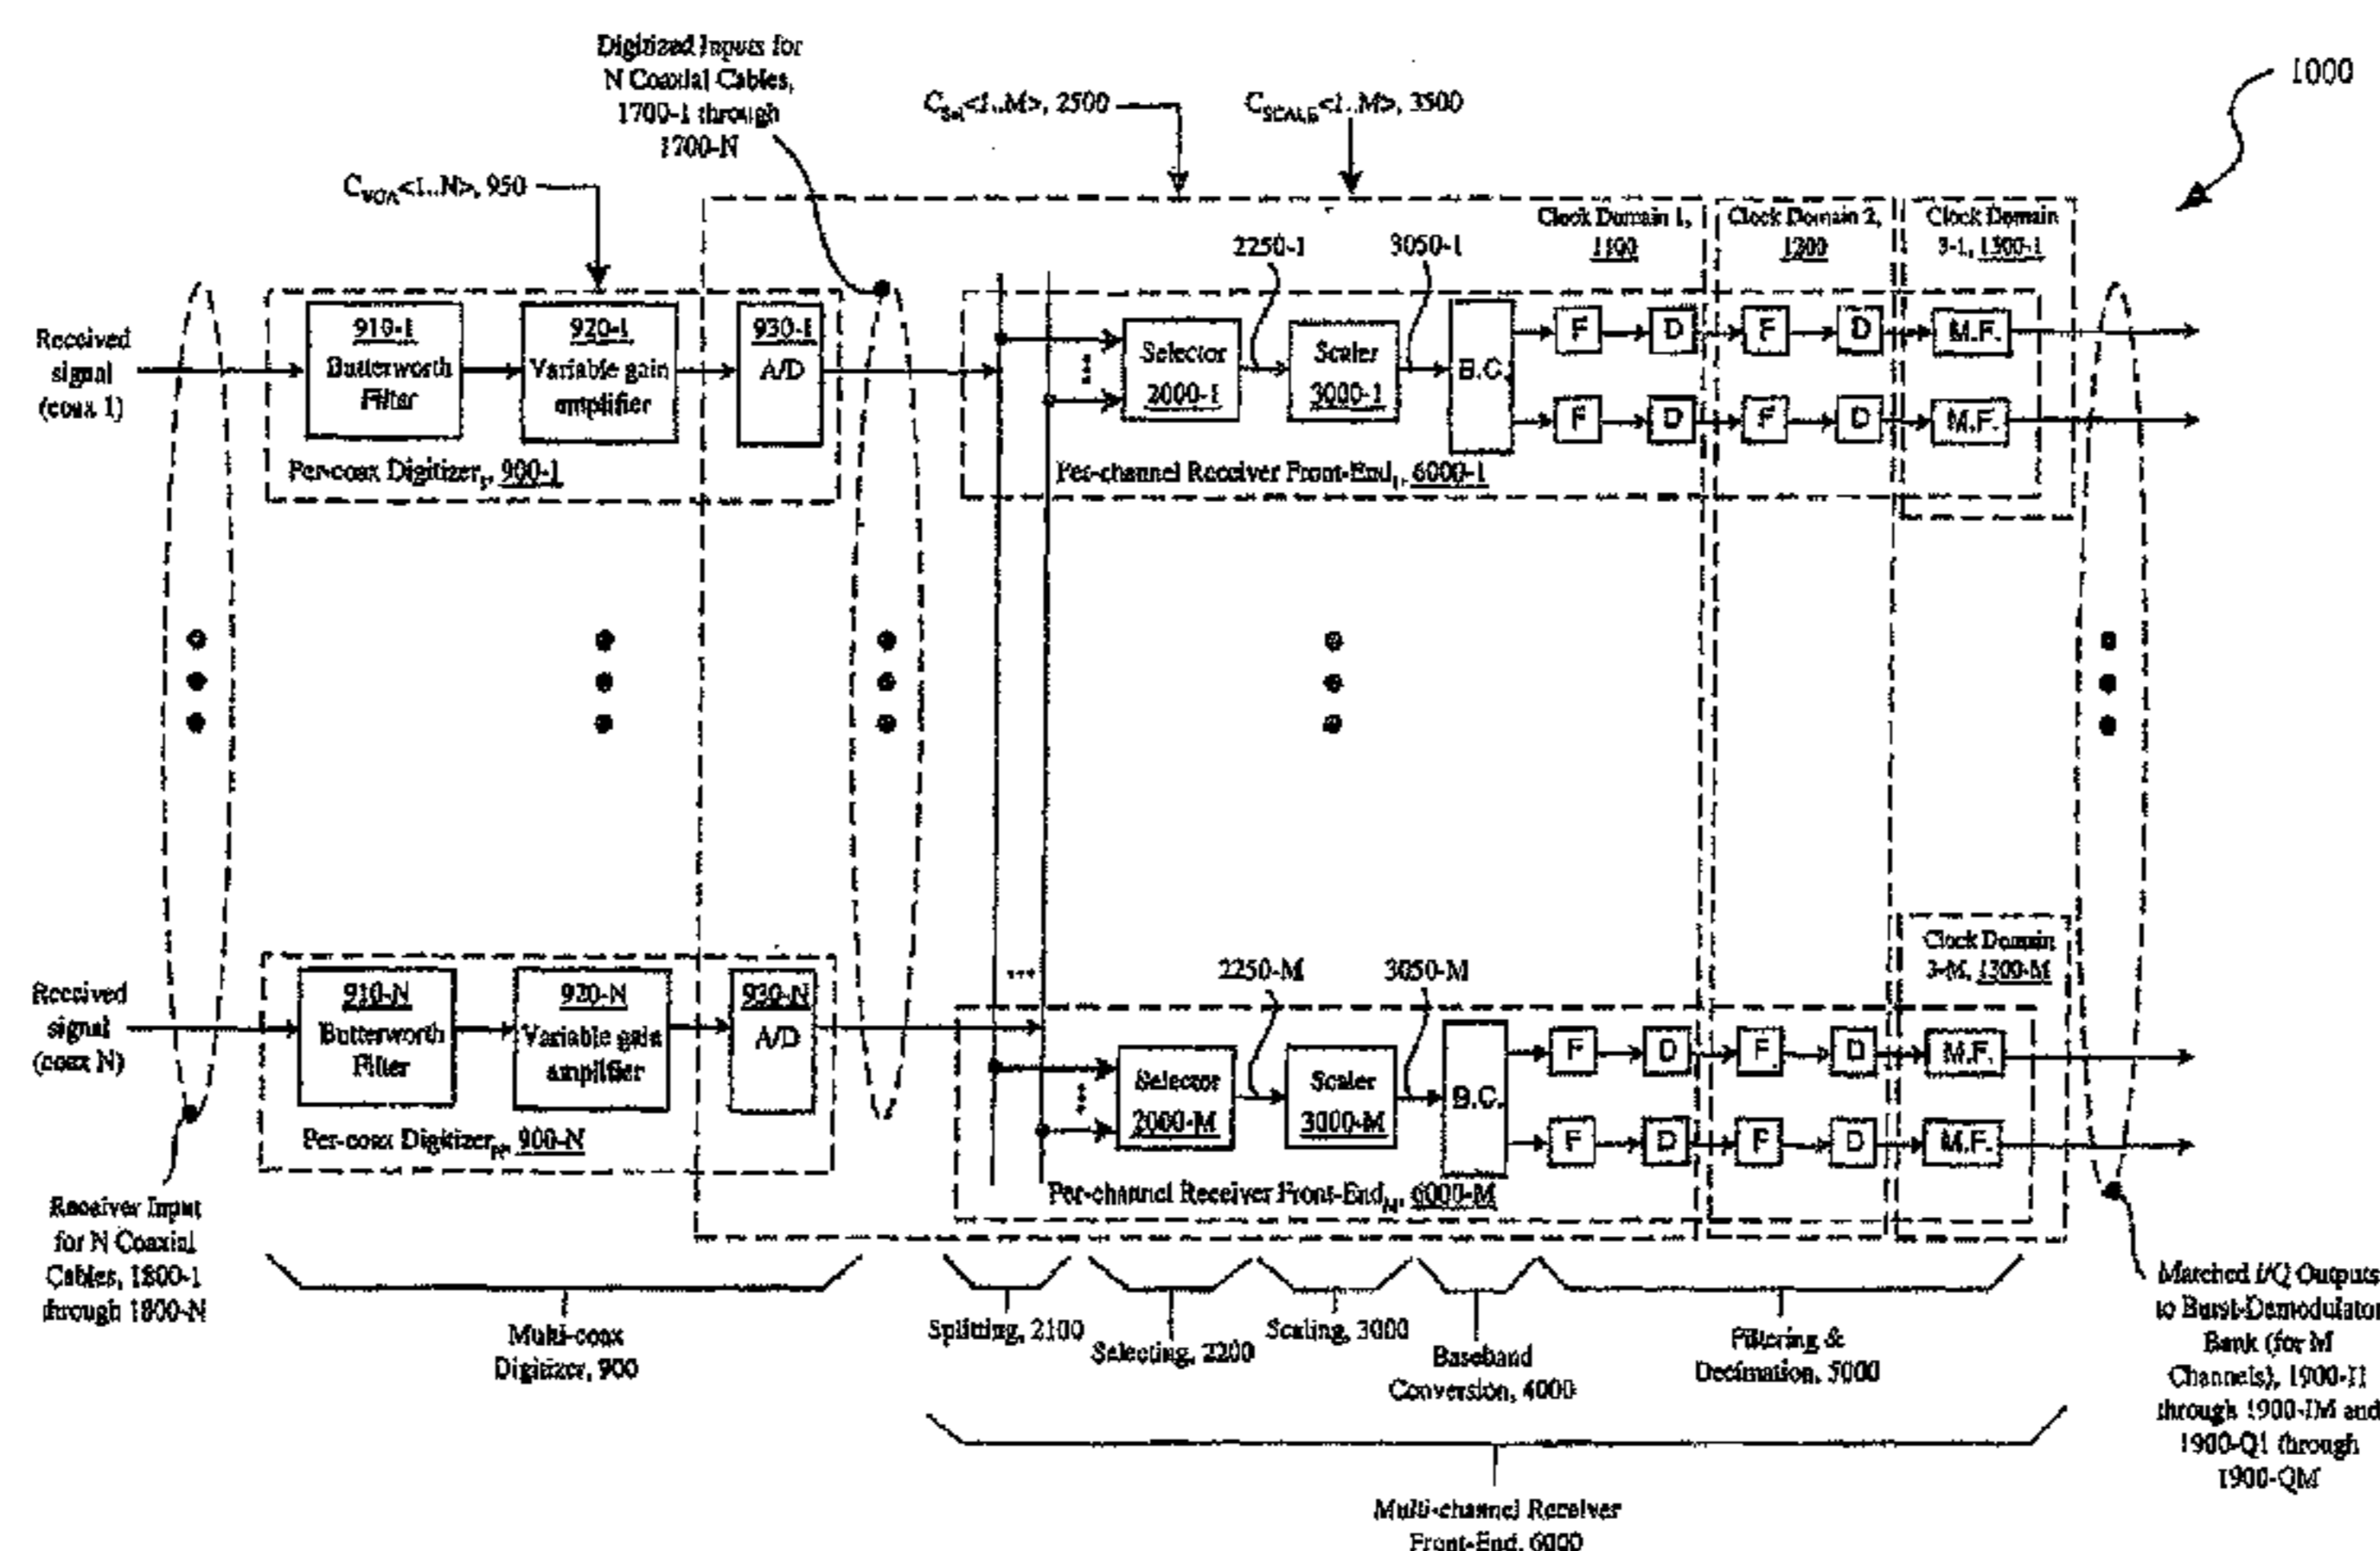 Digitized Inputs for
N Coaxial Cables,
1700-1 through
1700-N
C_Sel<1..M>, 2500
C_SCALE<1..M>, 3500
1000
C_VGA<1..N>, 950
Clock Domain 1,
1100
Clock Domain 2,
1200
Clock Domain
3-1, 1300-1
2250-1
3050-1
Received
signal
(coax 1)
910-1
Butterworth
Filter
920-1
Variable gain
amplifier
930-1
A/D
Selector
2000-1
Scaler
3000-1
B.C.
F
D
F
D
M.F.
F
D
F
D
M.F.
Per-coax Digitizer1, 900-1
Per-channel Receiver Front-End1, 6000-1
Clock Domain
3-M, 1300-M
2250-M
3050-M
Received
signal
(coax N)
910-N
Butterworth
Filter
920-N
Variable gain
amplifier
930-N
A/D
Selector
2000-M
Scaler
3000-M
B.C.
F
D
F
D
M.F.
F
D
F
D
M.F.
Per-coax DigitizerN, 900-N
Per-channel Receiver Front-EndM, 6000-M
Receiver Input
for N Coaxial
Cables, 1800-1
through 1800-N
Multi-coax
Digitizer, 900
Splitting, 2100
Selecting, 2200
Scaling, 3000
Baseband
Conversion, 4000
Filtering &
Decimation, 5000
Matched I/Q Outputs
to Burst-Demodulator
Bank (for M
Channels), 1900-I1
through 1900-IM and
1900-Q1 through
1900-QM
Multi-channel Receiver
Front-End, 6000